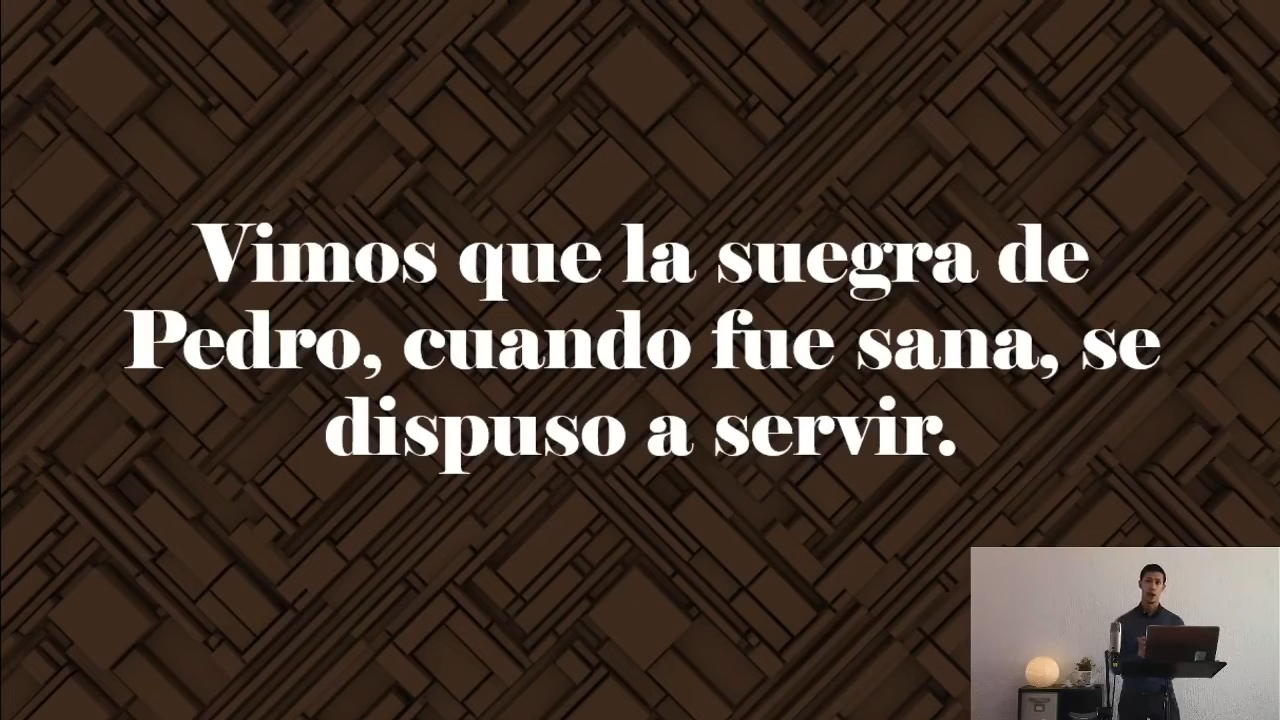 Vimos que la suegra de
Pedro, cuando fue sana, se
dispuso a servir.